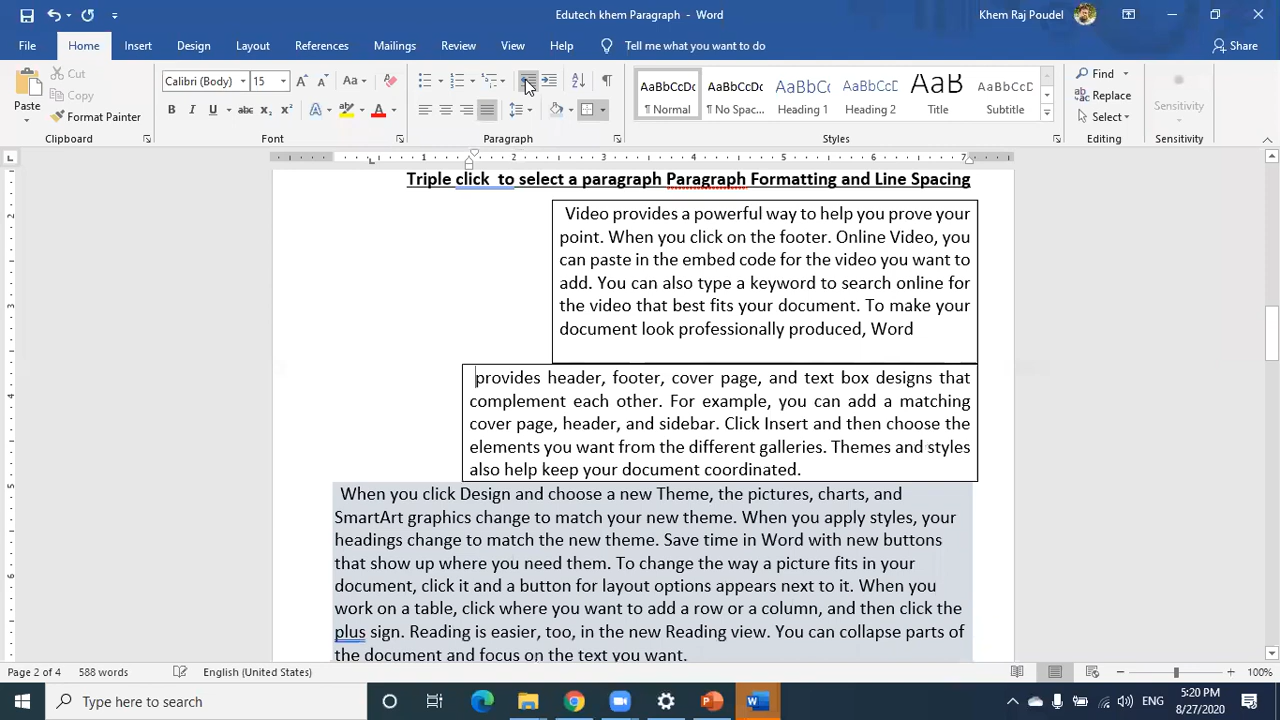 Edutech khem Paragraph - Word
Khem Raj Poudel
File Home Insert Design Layout References Mailings Review View Help Tell me what you want to do Share
Paste
Cut
Copy
Format Painter
Clipboard
Calibri (Body) 15
Font
Paragraph
AaBbCcDc AaBbCcDc AaBbCc AaBbCcD AaB AaBbCcD
¶ Normal ¶ No Spac... Heading 1 Heading 2 Title Subtitle
Styles
Find
Replace
Select
Editing
Sensitivity
Sensitivity
1 2 3 4 5 6 7
Triple click to select a paragraph Paragraph Formatting and Line Spacing
Video provides a powerful way to help you prove your
point. When you click on the footer. Online Video, you
can paste in the embed code for the video you want to
add. You can also type a keyword to search online for
the video that best fits your document. To make your
document look professionally produced, Word
provides header, footer, cover page, and text box designs that
complement each other. For example, you can add a matching
cover page, header, and sidebar. Click Insert and then choose the
elements you want from the different galleries. Themes and styles
also help keep your document coordinated.
When you click Design and choose a new Theme, the pictures, charts, and
SmartArt graphics change to match your new theme. When you apply styles, your
headings change to match the new theme. Save time in Word with new buttons
that show up where you need them. To change the way a picture fits in your
document, click it and a button for layout options appears next to it. When you
work on a table, click where you want to add a row or a column, and then click the
plus sign. Reading is easier, too, in the new Reading view. You can collapse parts of
the document and focus on the text you want.
2
3
4
5
6
Page 2 of 4 588 words English (United States) 100%
Type here to search
ENG
5:20 PM
8/27/2020